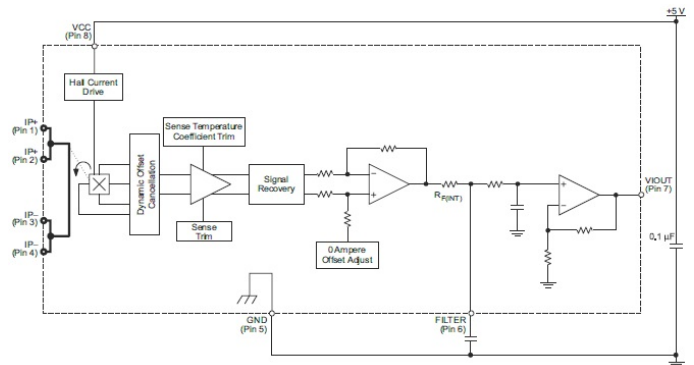 +5 V
VCC
(Pin 8)
Hall Current
Drive
IP+
(Pin 1)
IP+
(Pin 2)
IP−
(Pin 3)
IP−
(Pin 4)
Dynamic Offset
Cancellation
Sense Temperature
Coefficient Trim
Sense
Trim
Signal
Recovery
0 Ampere
Offset Adjust
−
+
RF(INT)
+
−
VIOUT
(Pin 7)
0.1 µF
GND
(Pin 5)
FILTER
(Pin 6)